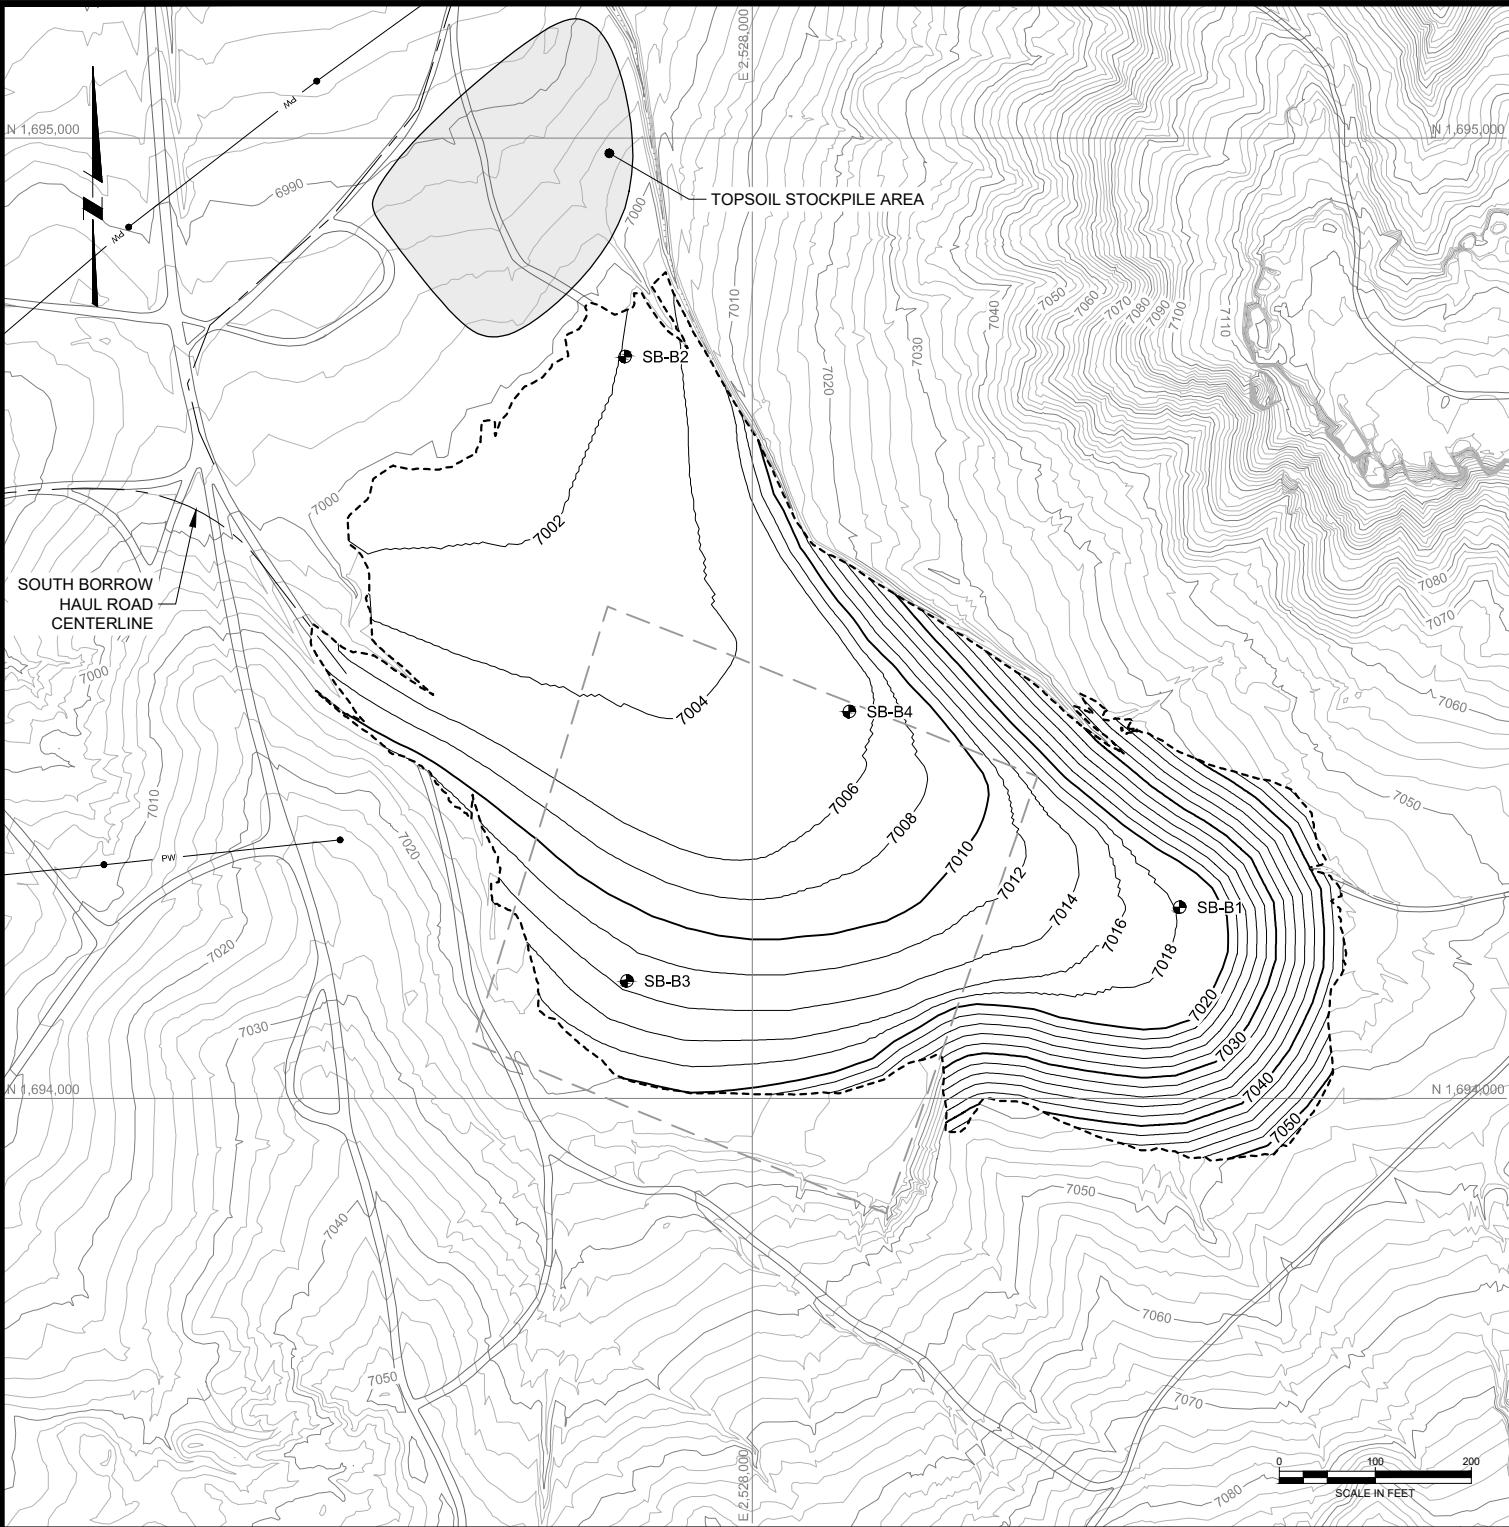 E 2,528,000
PW
N 1,695,000
N 1,695,000
6990
TOPSOIL STOCKPILE AREA
7000
PW
7010
7040
7050
7060
7070
7080
7090
7100
7110
7030
7020
SB-B2
7000
7002
SOUTH BORROW
HAUL ROAD
CENTERLINE
7080
7070
7000
7004
SB-B4
7060
7010
7006
7008
7050
7020
PW
7010
7012
7014
7016
7018
SB-B1
7020
SB-B3
7020
7030
7030
7040
7050
N 1,694,000
N 1,694,000
7050
7040
7060
7050
7070
E 2,528,000
7080
0 100 200
SCALE IN FEET